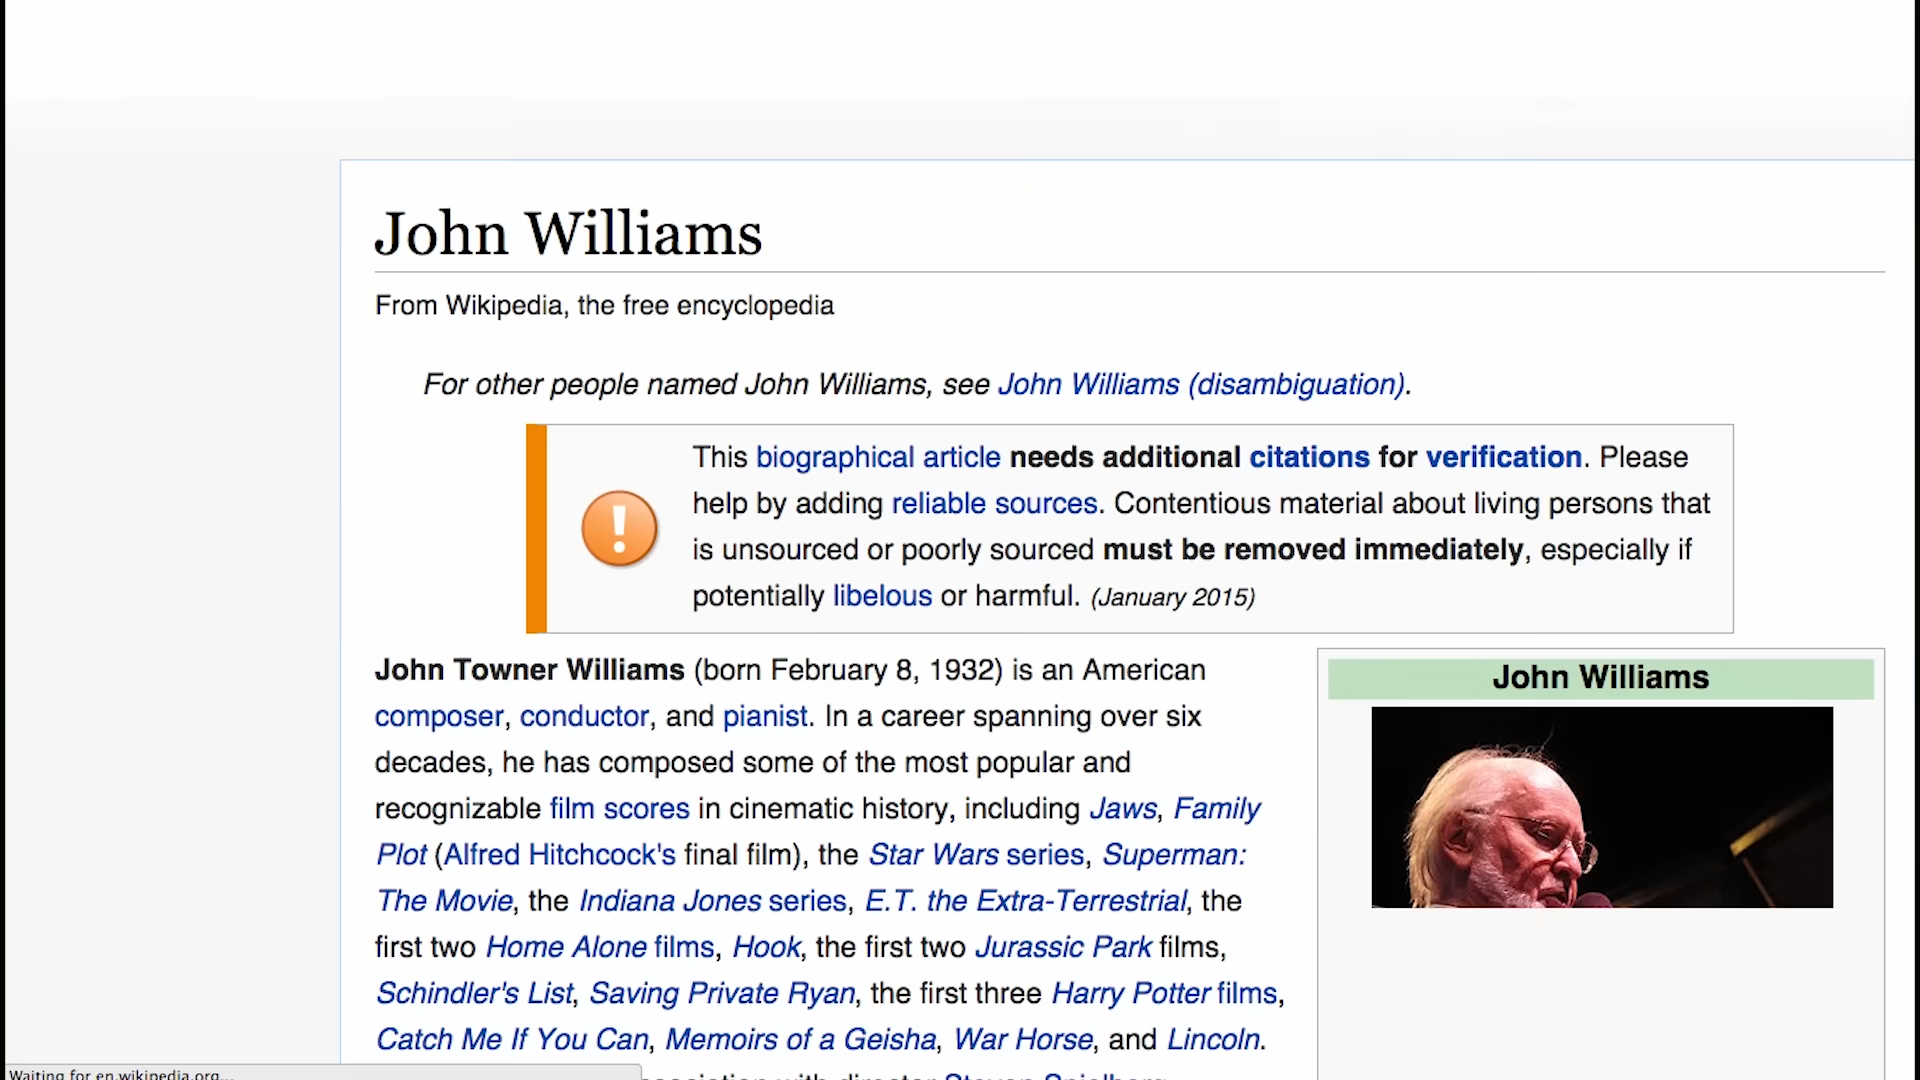 John Williams
From Wikipedia, the free encyclopedia
For other people named John Williams, see John Williams (disambiguation).
This biographical article needs additional citations for verification. Please
help by adding reliable sources. Contentious material about living persons that
is unsourced or poorly sourced must be removed immediately, especially if
potentially libelous or harmful. (January 2015)
John Towner Williams (born February 8, 1932) is an American
composer, conductor, and pianist. In a career spanning over six
decades, he has composed some of the most popular and
recognizable film scores in cinematic history, including Jaws, Family
Plot (Alfred Hitchcock's final film), the Star Wars series, Superman:
The Movie, the Indiana Jones series, E.T. the Extra-Terrestrial, the
first two Home Alone films, Hook, the first two Jurassic Park films,
Schindler's List, Saving Private Ryan, the first three Harry Potter films,
Catch Me If You Can, Memoirs of a Geisha, War Horse, and Lincoln.
with director Steven Spielberg
John Williams
Waiting for en.wikipedia.org...